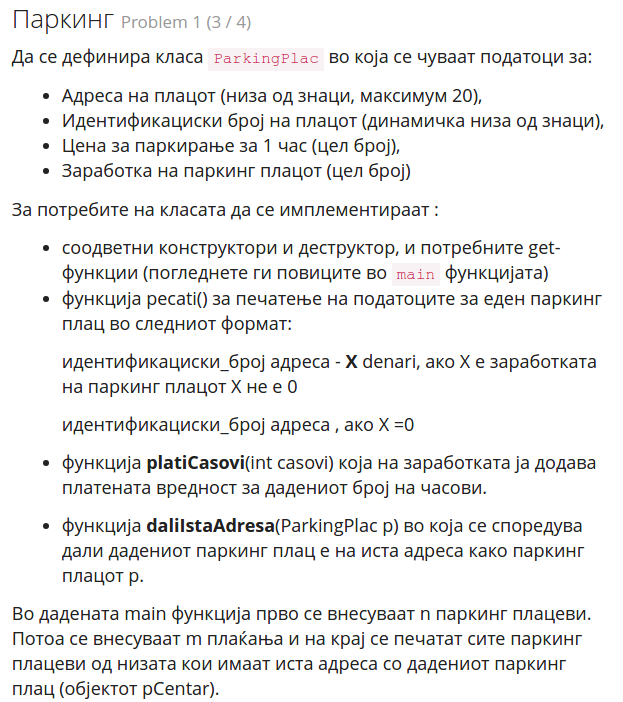 Паркинг Problem 1 (3 / 4)
Да се дефинира класа ParkingPlac во која се чуваат податоци за:
• Адреса на плацот (низа од знаци, максимум 20),
• Идентификациски број на плацот (динамичка низа од знаци),
• Цена за паркирање за 1 час (цел број),
• Заработка на паркинг плацот (цел број)
За потребите на класата да се имплементираат :
• соодветни конструктори и деструктор, и потребните get-
функции (погледнете ги повиците во main функцијата)
• функција pecati() за печатење на податоците за еден паркинг
плац во следниот формат:
идентификациски_број адреса - X denari, ако X е заработката
на паркинг плацот X не е 0
идентификациски_број адреса , ако X =0
• функција platiCasovi(int casovi) која на заработката ја додава
платената вредност за дадениот број на часови.
• функција daliIstaAdresa(ParkingPlac p) во која се споредува
дали дадениот паркинг плац е на иста адреса како паркинг
плацот p.
Во дадената main функција прво се внесуваат n паркинг плацеви.
Потоа се внесуваат m плаќања и на крај се печатат сите паркинг
плацеви од низата кои имаат иста адреса со дадениот паркинг
плац (објектот pCentar).